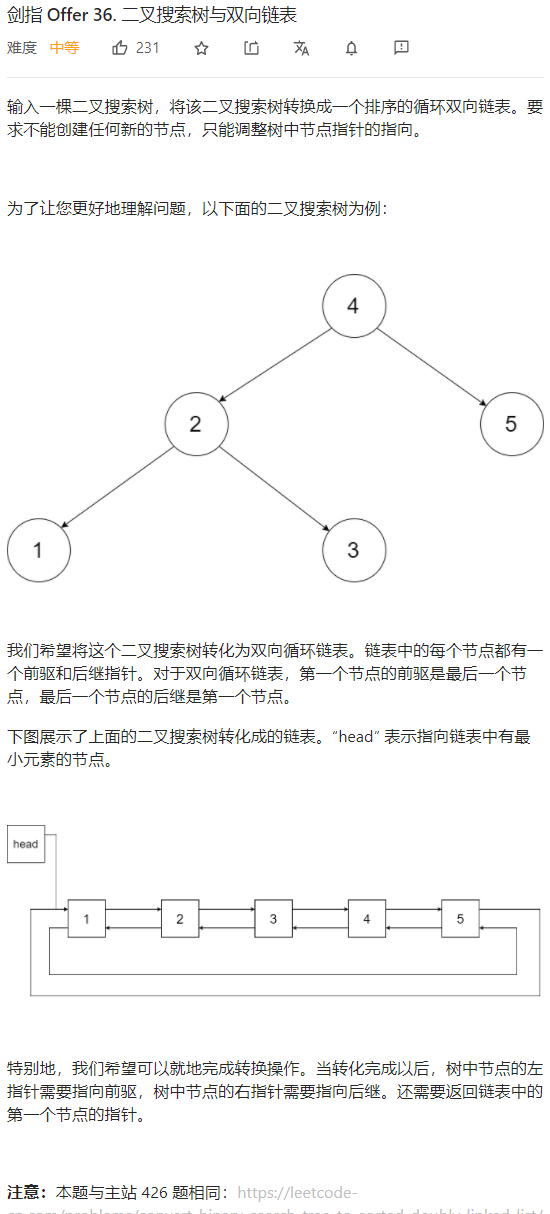 剑指 Offer 36. 二叉搜索树与双向链表
难度 中等 231
输入一棵二叉搜索树，将该二叉搜索树转换成一个排序的循环双向链表。要
求不能创建任何新的节点，只能调整树中节点指针的指向。
为了让您更好地理解问题，以下面的二叉搜索树为例：
4
2 5
1 3
我们希望将这个二叉搜索树转化为双向循环链表。链表中的每个节点都有一
个前驱和后继指针。对于双向循环链表，第一个节点的前驱是最后一个节
点，最后一个节点的后继是第一个节点。
下图展示了上面的二叉搜索树转化成的链表。“head” 表示指向链表中有最
小元素的节点。
head
1 2 3 4 5
特别地，我们希望可以就地完成转换操作。当转化完成以后，树中节点的左
指针需要指向前驱，树中节点的右指针需要指向后继。还需要返回链表中的
第一个节点的指针。
注意：本题与主站 426 题相同：https://leetcode-
cn.com/problems/convert-binary-search-tree-to-sorted-doubly-linked-list/